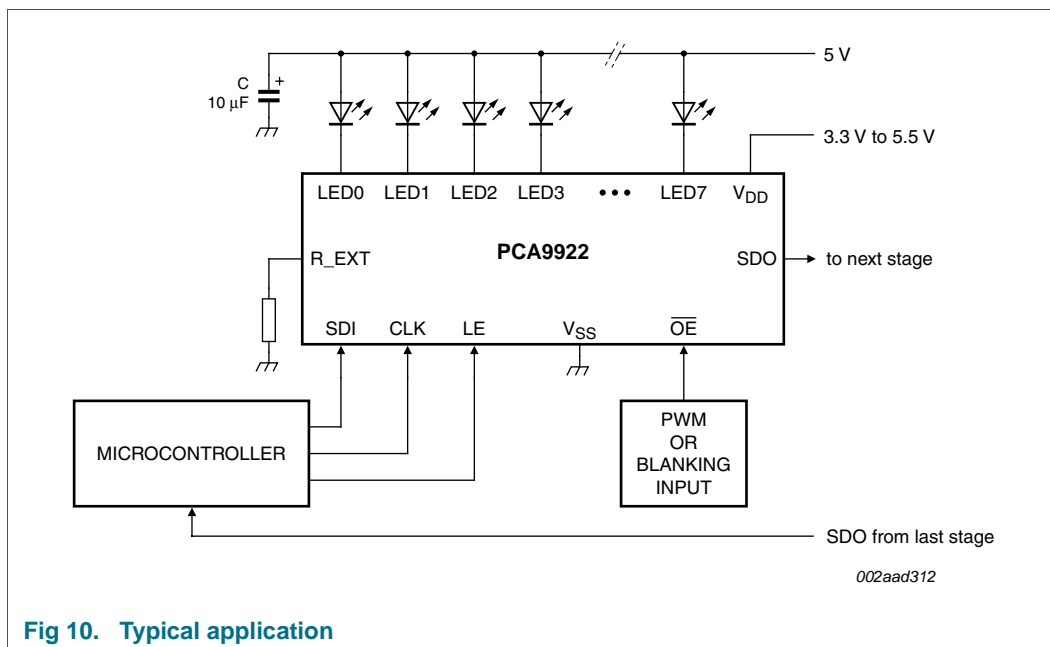 5 V
C
+
10 μF
3.3 V to 5.5 V
LED0 LED1 LED2 LED3 ••• LED7 VDD
PCA9922
R_EXT
SDO
to next stage
SDI CLK LE VSS OE
MICROCONTROLLER
PWM
OR
BLANKING
INPUT
SDO from last stage
002aad312
Fig 10. Typical application